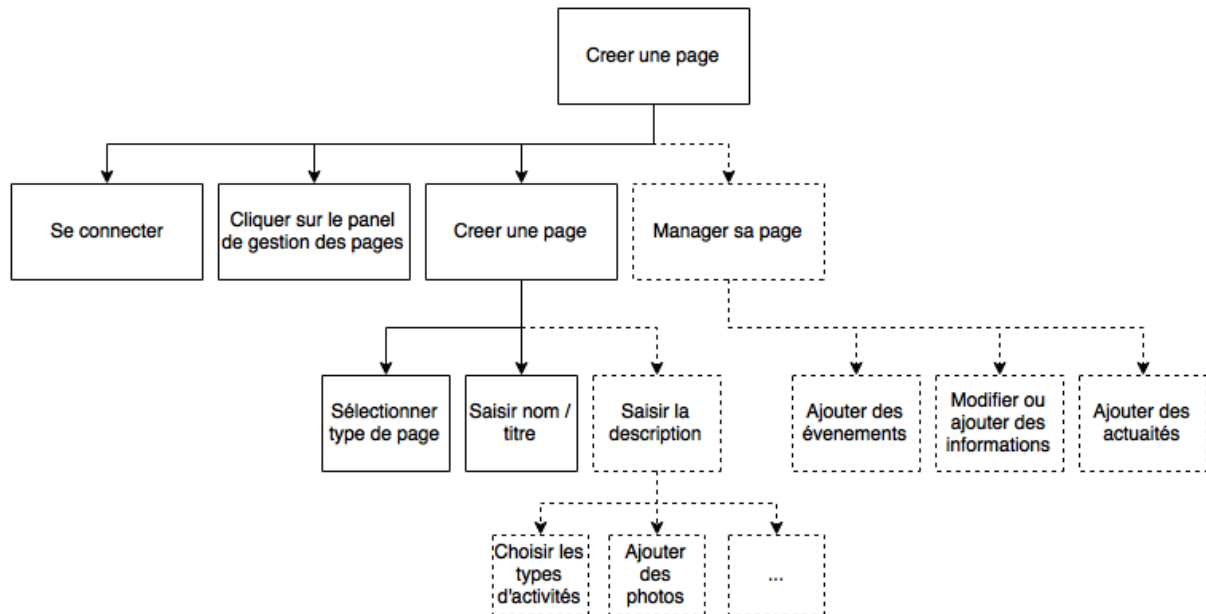 Creer une page
Se connecter
Cliquer sur le panel
de gestion des pages
Creer une page
Manager sa page
Sélectionner
type de page
Saisir nom /
titre
Saisir la
description
Ajouter des
évenements
Modifier ou
ajouter des
informations
Ajouter des
actuaités
Choisir les
types
d'activités
Ajouter
des
photos
...